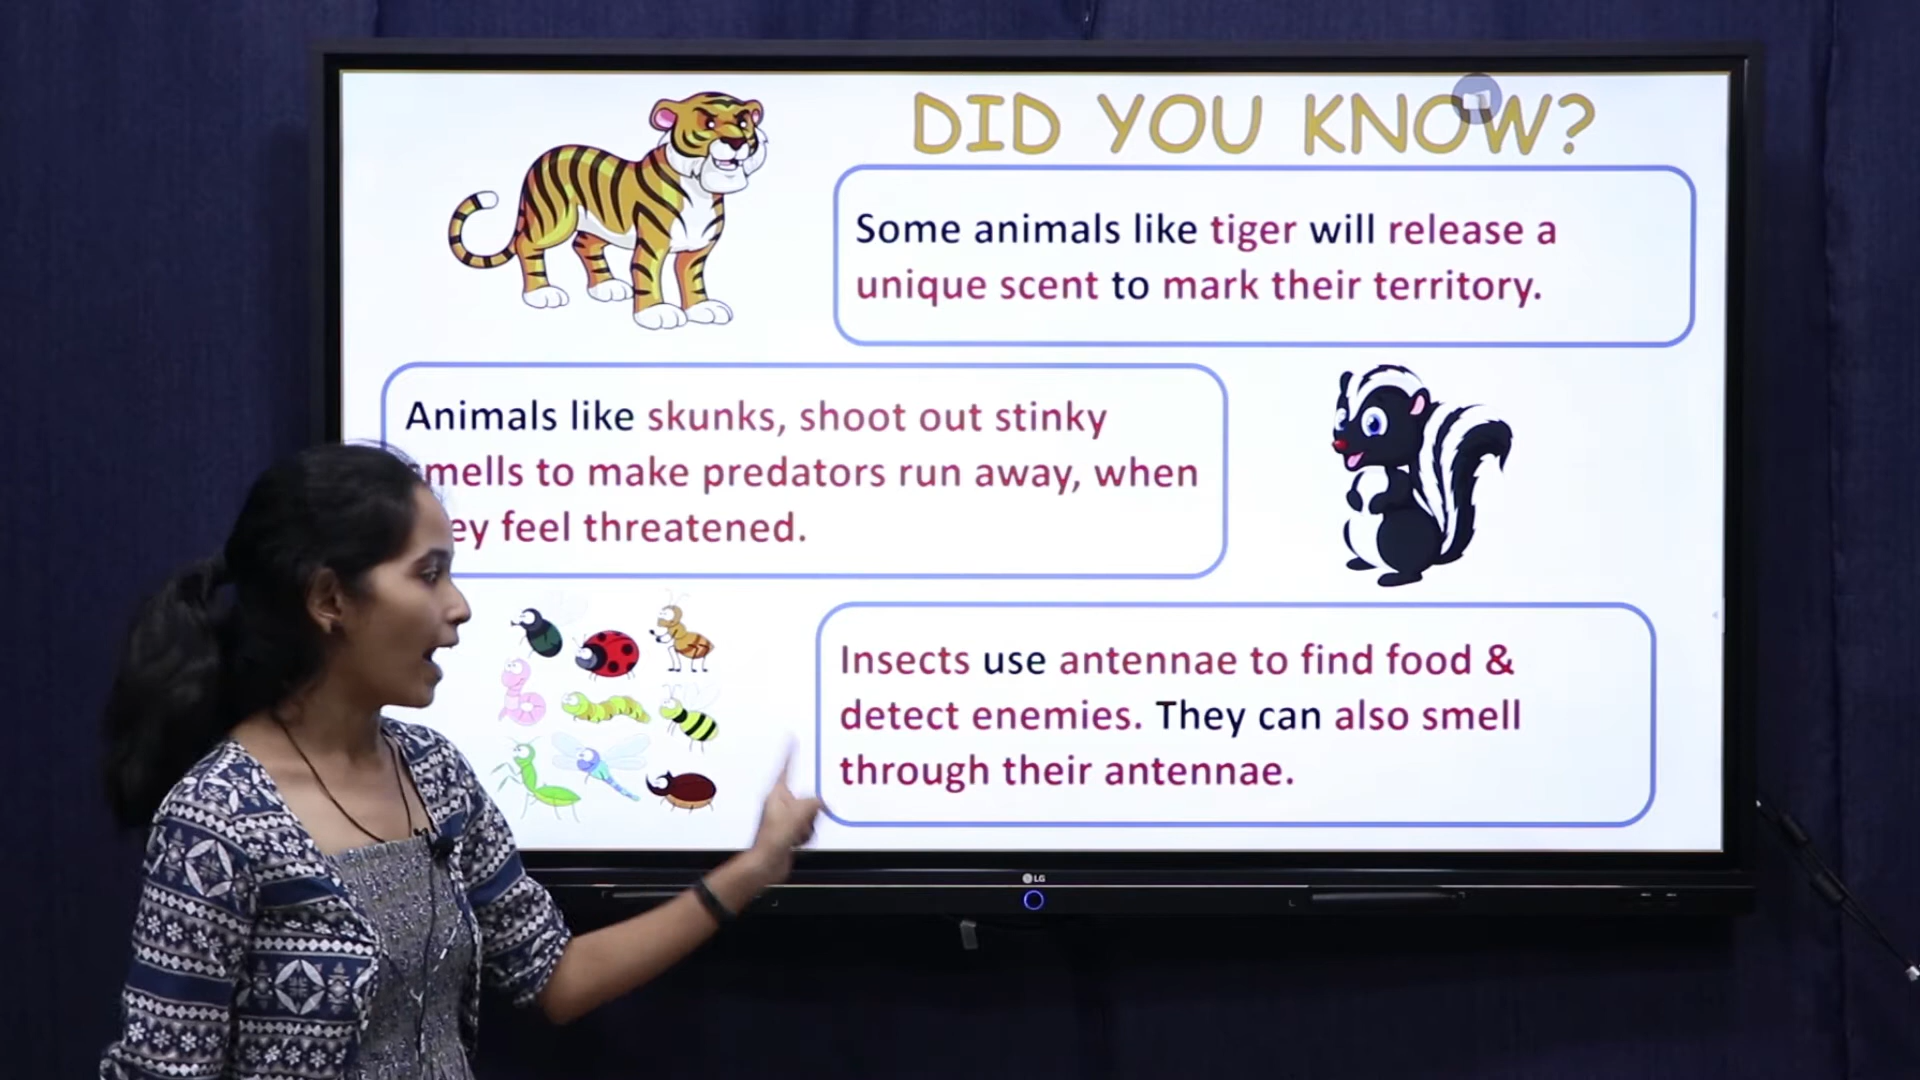 DID YOU KNOW?
Some animals like tiger will release a
unique scent to mark their territory.
Animals like skunks, shoot out stinky
to make predators run away, when
feel threatened.
Insects use antennae to find food &
detect enemies. They can also smell
through their antennae.
LG